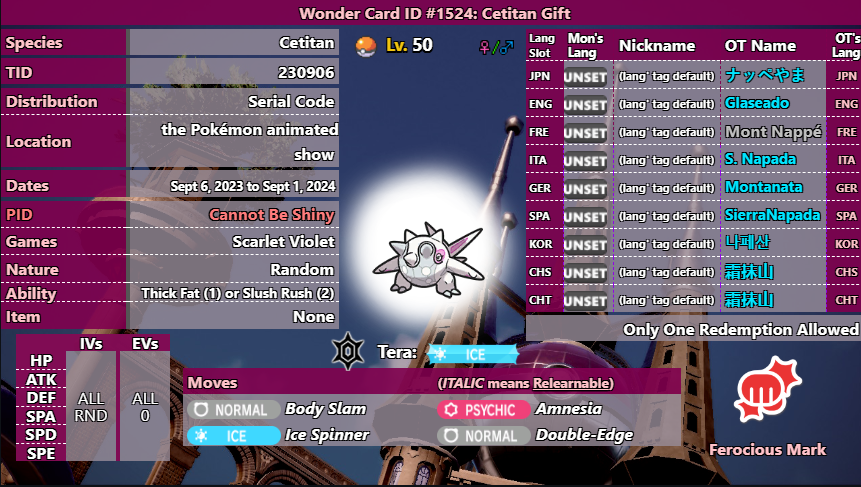 Wonder Card ID #1524: Cetitan Gift
Species Cetitan
TID 230906
Distribution Serial Code
Location the Pokémon animated
show
Dates Sept 6, 2023 to Sept 1, 2024
PID Cannot Be Shiny
Games Scarlet Violet
Nature Random
Ability Thick Fat (1) or Slush Rush (2)
Item None
Lv. 50 ♀/♂
Lang Slot Mon's Lang Nickname OT Name OT's Lang
JPN UNSET (lang' tag default) ナッペやま JPN
ENG UNSET (lang' tag default) Glaseado ENG
FRE UNSET (lang' tag default) Mont Nappé FRE
ITA UNSET (lang' tag default) S. Napada ITA
GER UNSET (lang' tag default) Montanata GER
SPA UNSET (lang' tag default) SierraNapada SPA
KOR UNSET (lang' tag default) 나페산 KOR
CHS UNSET (lang' tag default) 霜抹山 CHS
CHT UNSET (lang' tag default) 霜抹山 CHT
Only One Redemption Allowed
IVs EVs
HP
ATK
DEF
SPA
SPD
SPE
ALL RND
ALL 0
Tera: ICE
Moves (ITALIC means Relearnable)
NORMAL Body Slam PSYCHIC Amnesia
ICE Ice Spinner NORMAL Double-Edge
Ferocious Mark